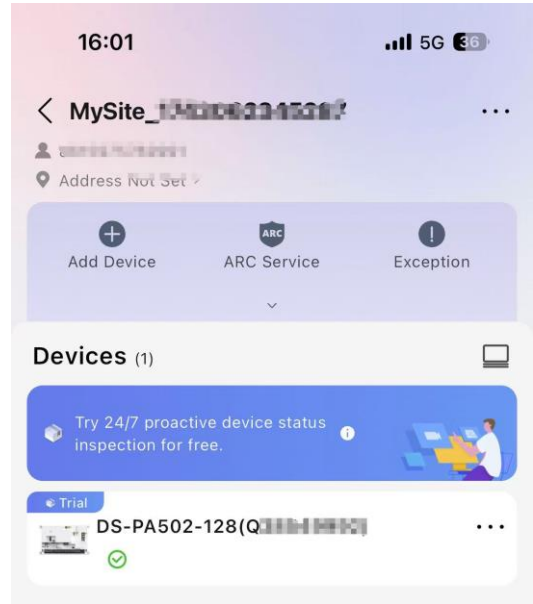 16:01
5G 36
MySite_
Address Not Set
ARC
Add Device
ARC Service
Exception
Devices (1)
Try 24/7 proactive device status
inspection for free.
Trial
DS-PA502-128(Q